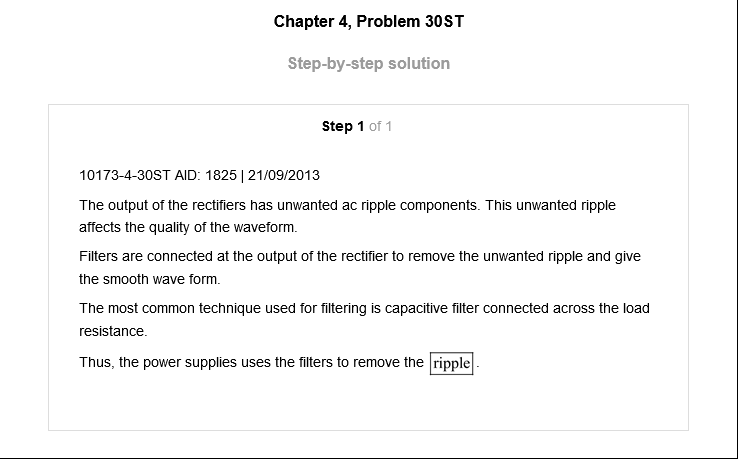 Chapter 4, Problem 30ST
Step-by-step solution
Step 1 of 1
10173-4-30ST AID: 1825 | 21/09/2013
The output of the rectifiers has unwanted ac ripple components. This unwanted ripple
affects the quality of the waveform.
Filters are connected at the output of the rectifier to remove the unwanted ripple and give
the smooth wave form.
The most common technique used for filtering is capacitive filter connected across the load
resistance.
Thus, the power supplies uses the filters to remove the ripple .